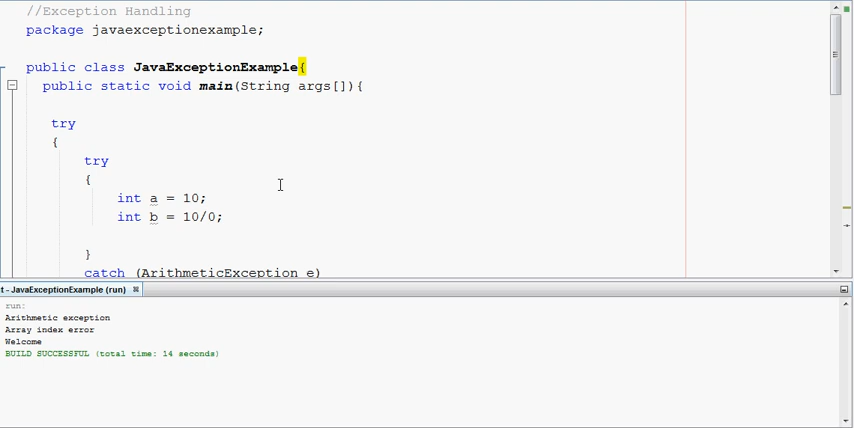 //Exception Handling
package javaexceptionexample;
public class JavaExceptionExample{
public static void main(String args[]){
try
{
try
{
int a = 10;
int b = 10/0;
}
catch (ArithmeticException e)
t - JavaExceptionExample (run)
run:
Arithmetic exception
Array index error
Welcome
BUILD SUCCESSFUL (total time: 14 seconds)